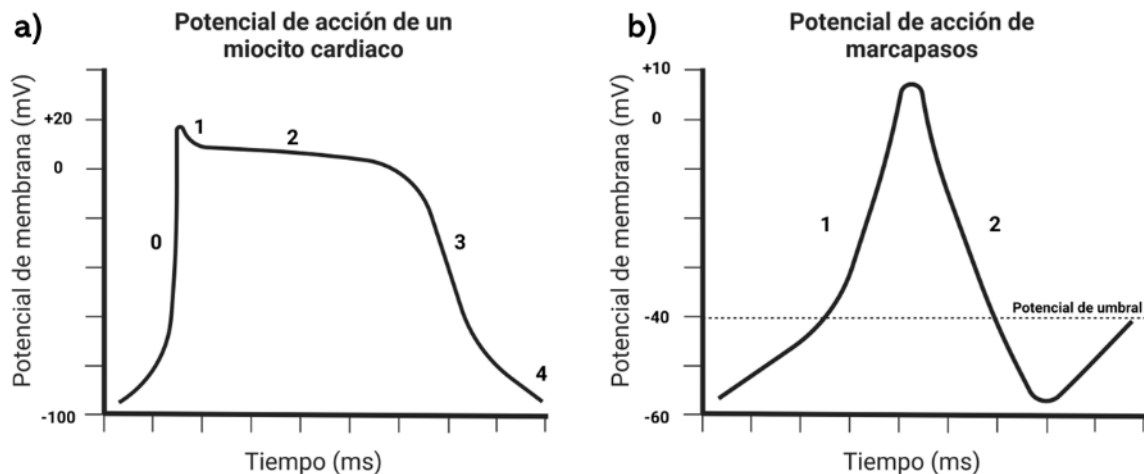 a)
Potencial de acción de un
miocito cardiaco
Potencial de membrana (mV)
+20
0
-100
0
1
2
3
4
Tiempo (ms)
b)
Potencial de acción de
marcapasos
Potencial de membrana (mV)
+10
0
-40
-60
1
2
Potencial de umbral
Tiempo (ms)